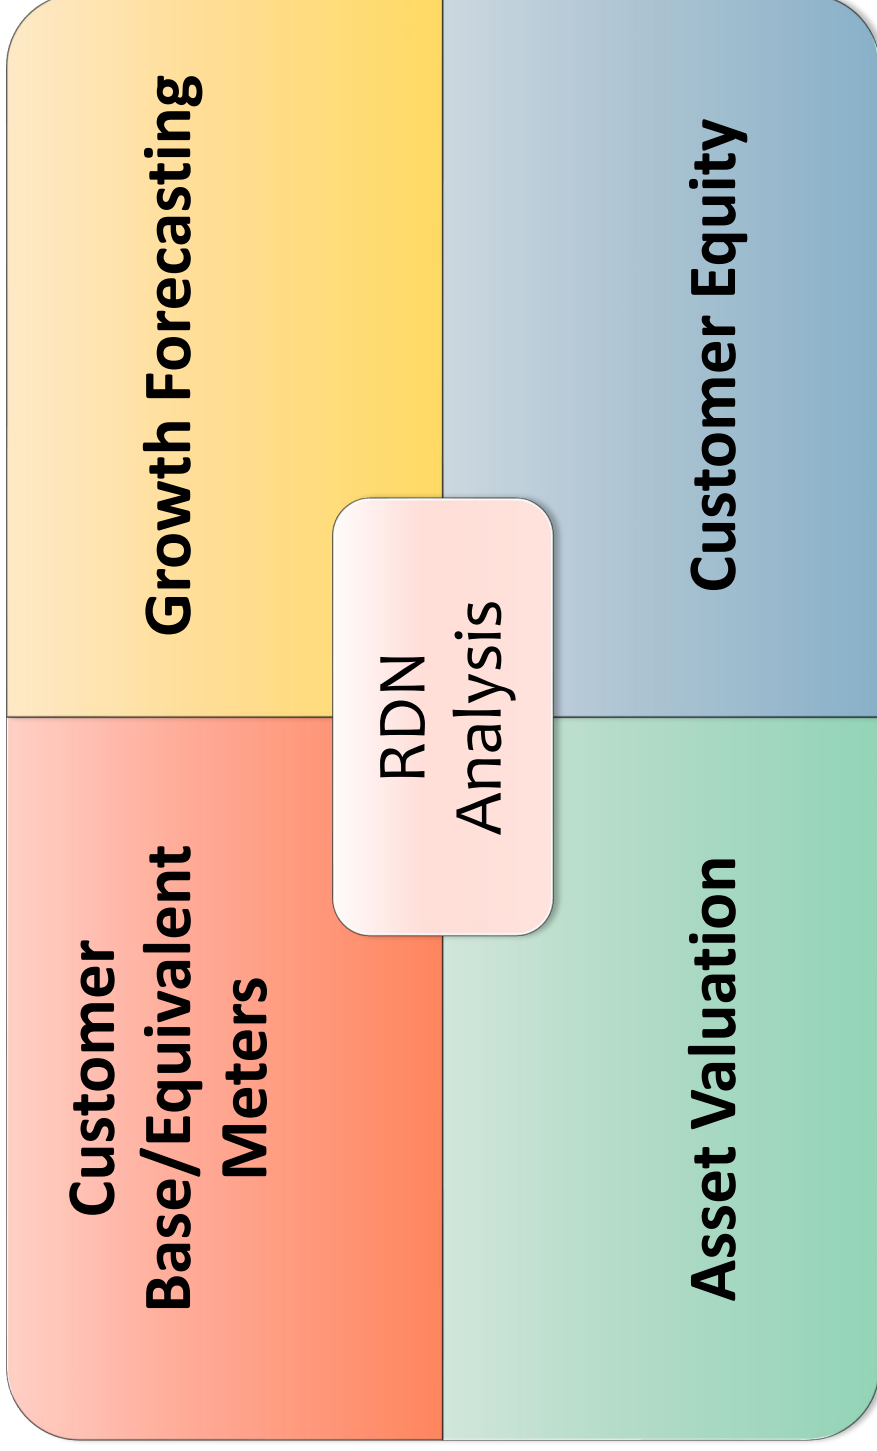 Customer
Base/Equivalent
Meters
Growth Forecasting
RDN
Analysis
Asset Valuation
Customer Equity